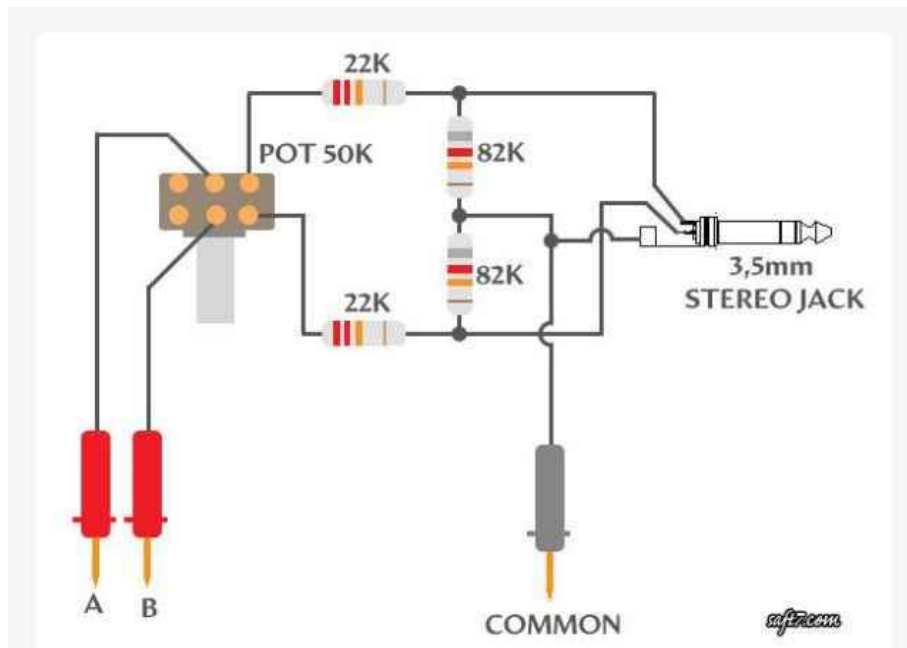 22K
POT 50K
82K
82K
3,5mm
STEREO JACK
22K
A
B
COMMON
saft7.com